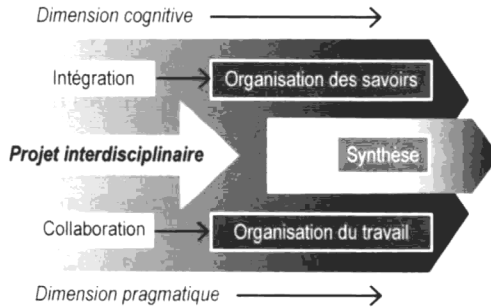 Dimension cognitive
Intégration
Organisation des savoirs
Projet interdisciplinaire
Synthèse
Collaboration
Organisation du travail
Dimension pragmatique